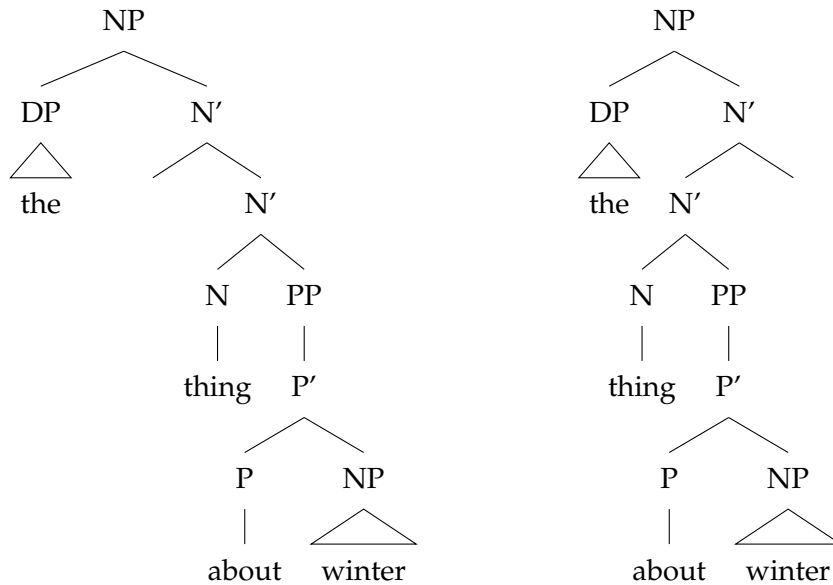 NP NP
DP N’ DP N’
the N’ the N’
N PP N PP
thing P’ thing P’
P NP P NP
about winter about winter